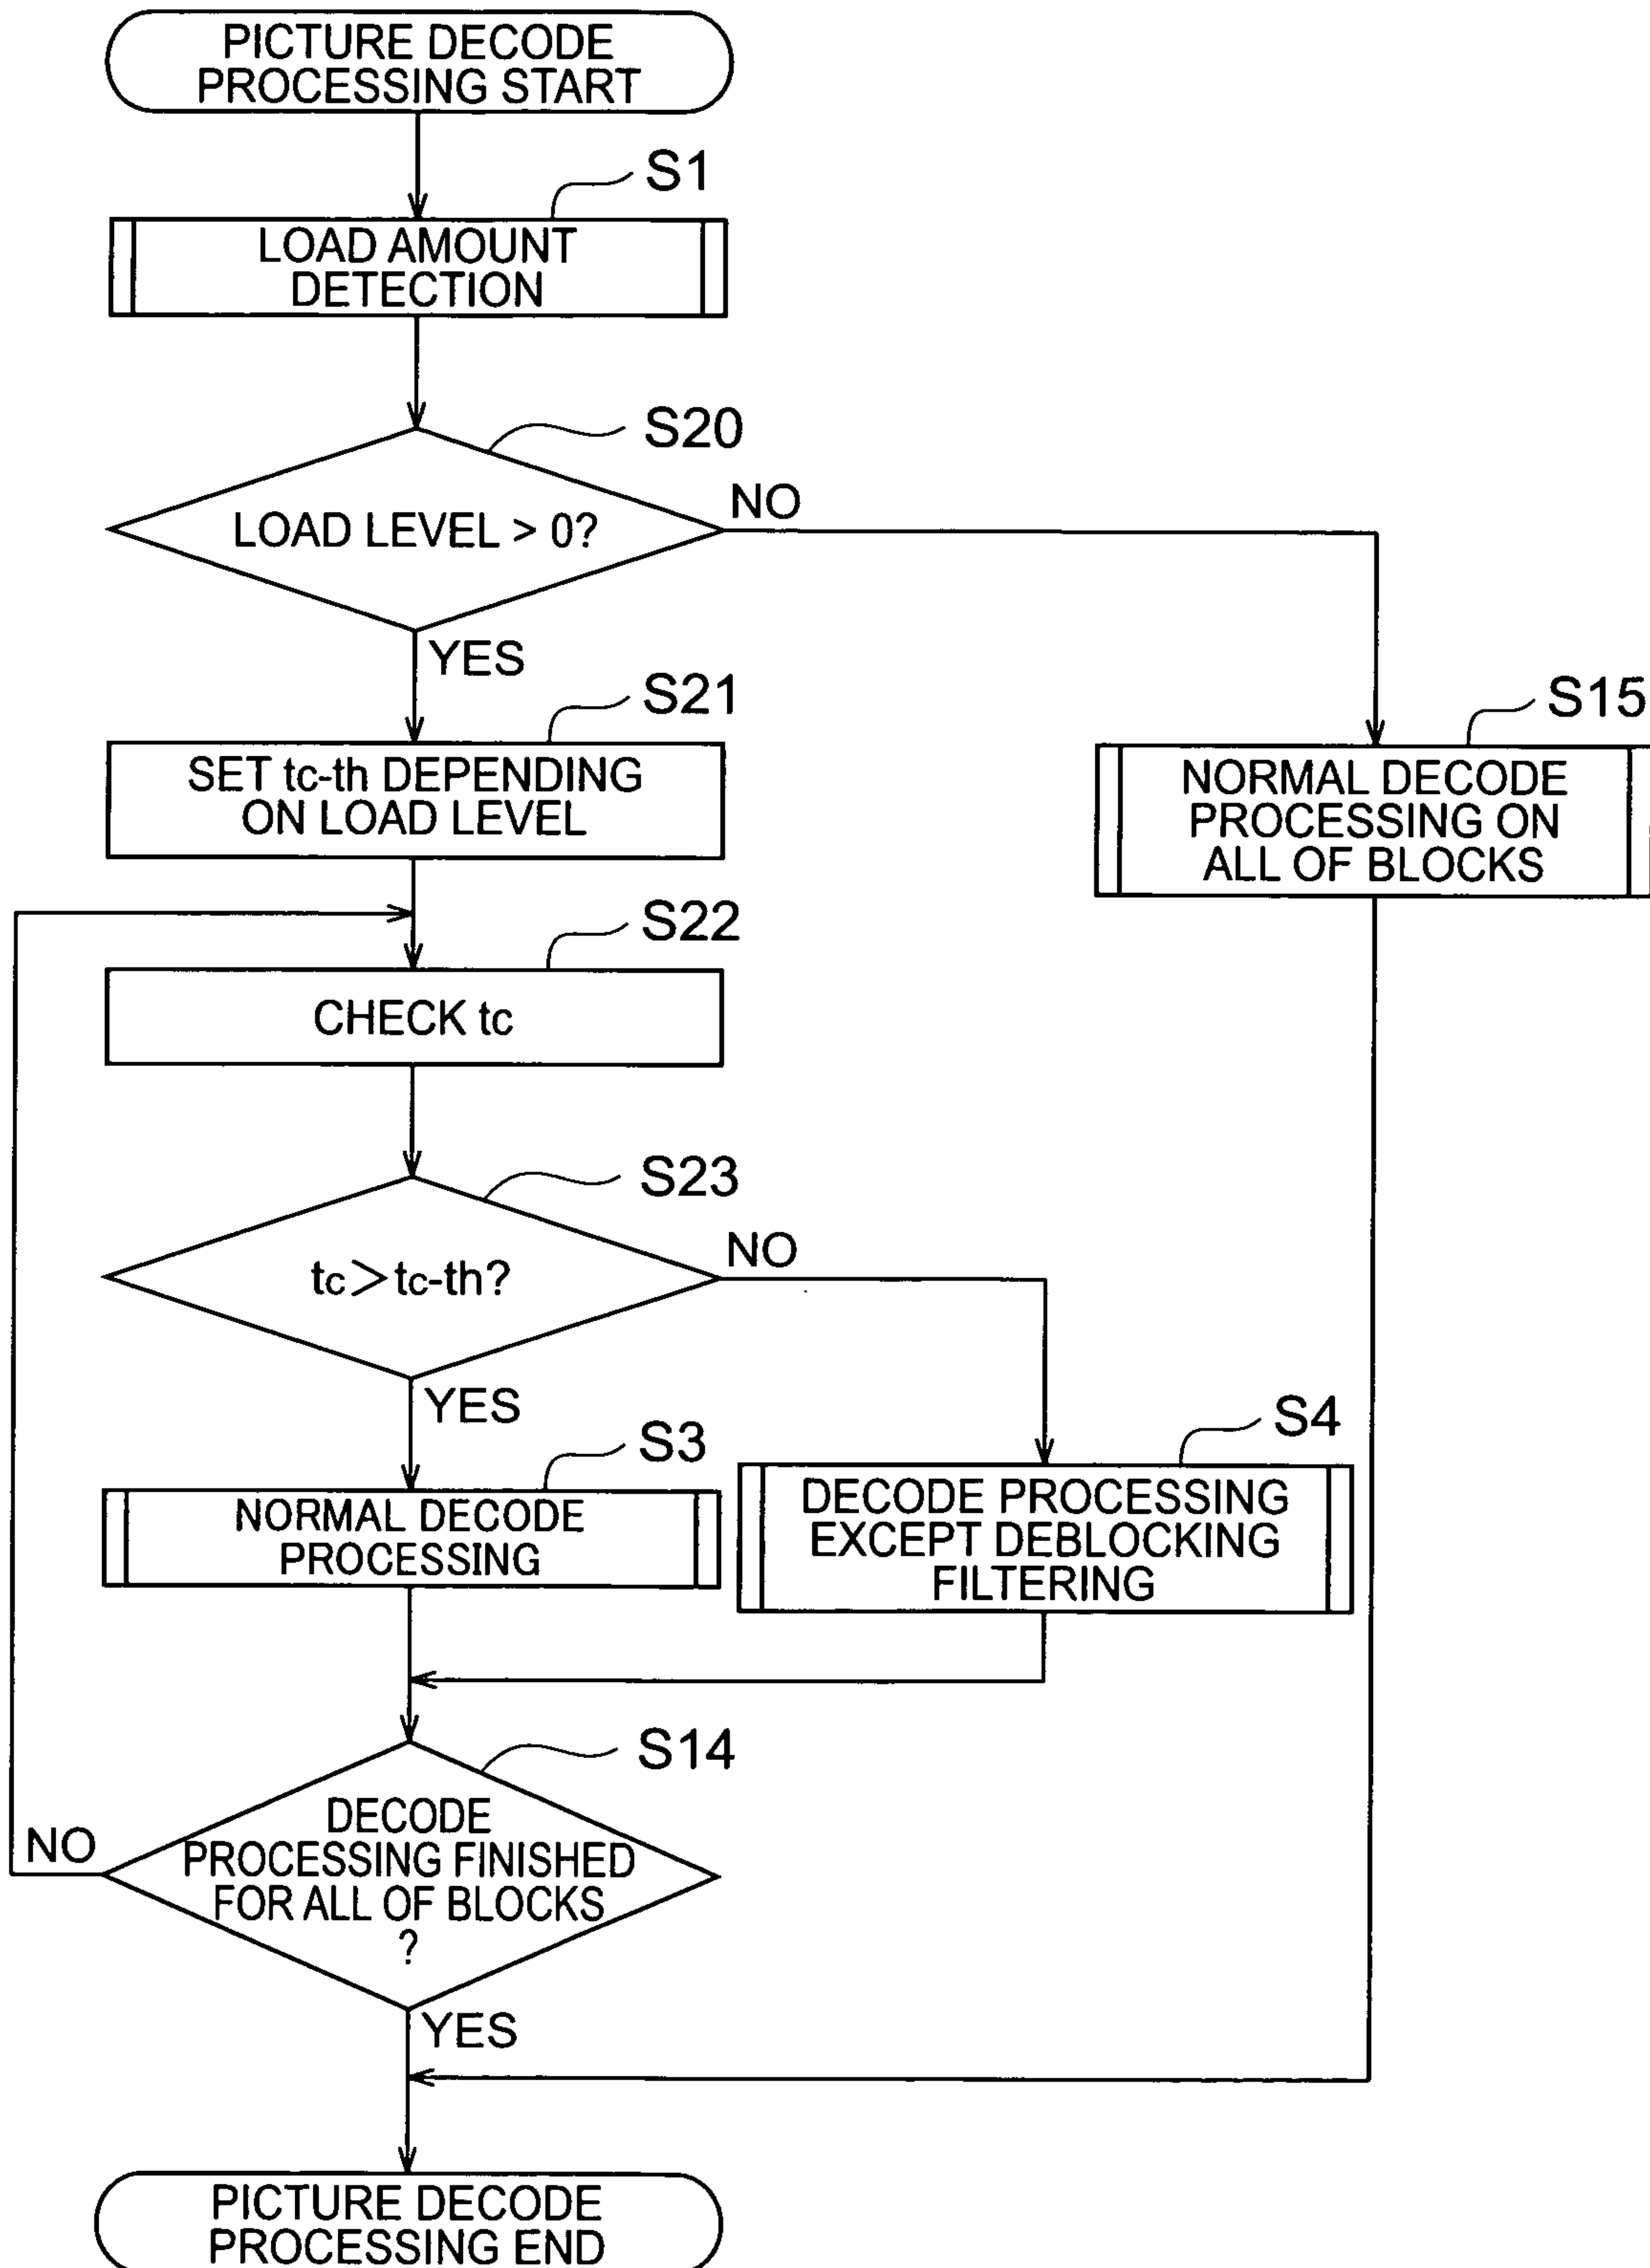 PICTURE DECODE
PROCESSING START
S1
LOAD AMOUNT
DETECTION
S20
LOAD LEVEL > 0?
NO
YES
S21
SET tc-th DEPENDING
ON LOAD LEVEL
S15
NORMAL DECODE
PROCESSING ON
ALL OF BLOCKS
S22
CHECK tc
S23
tc>tc-th?
NO
YES
S3
NORMAL DECODE
PROCESSING
S4
DECODE PROCESSING
EXCEPT DEBLOCKING
FILTERING
S14
DECODE
PROCESSING FINISHED
FOR ALL OF BLOCKS
?
NO
YES
PICTURE DECODE
PROCESSING END